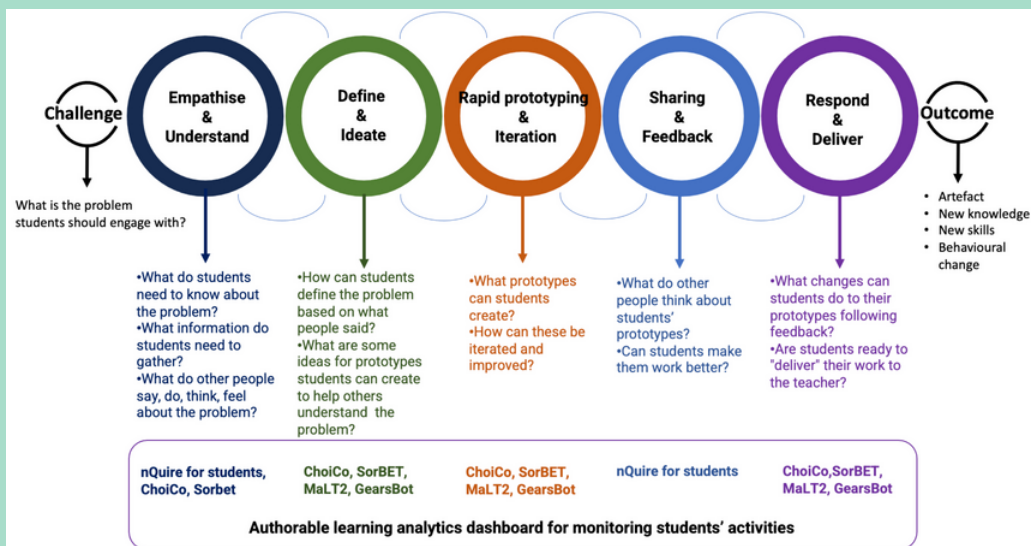 Challenge
What is the problem
students should engage with?
Empathise
&
Understand
Define
&
Ideate
Rapid prototyping
&
Iteration
Sharing
&
Feedback
Respond
&
Deliver
Outcome
• Artefact
• New knowledge
• New skills
• Behavioural
change
•What do students
need to know about
the problem?
•What information do
students need to
gather?
•What do other people
say, do, think, feel
about the problem?
•How can students
define the problem
based on what
people said?
•What are some
ideas for prototypes
students can create
to help others
understand the
problem?
•What prototypes
can students
create?
•How can these be
iterated and
improved?
•What do other
people think about
students'
prototypes?
•Can students make
them work better?
•What changes can
students do to their
prototypes following
feedback?
•Are students ready to
"deliver" their work to
the teacher?
nQuire for students,
ChoiCo, Sorbet
ChoiCo, SorBET,
MaLT2, GearsBot
ChoiCo, SorBET,
MaLT2, GearsBot
nQuire for students
ChoiCo,SorBET,
MaLT2, GearsBot
Authorable learning analytics dashboard for monitoring students' activities